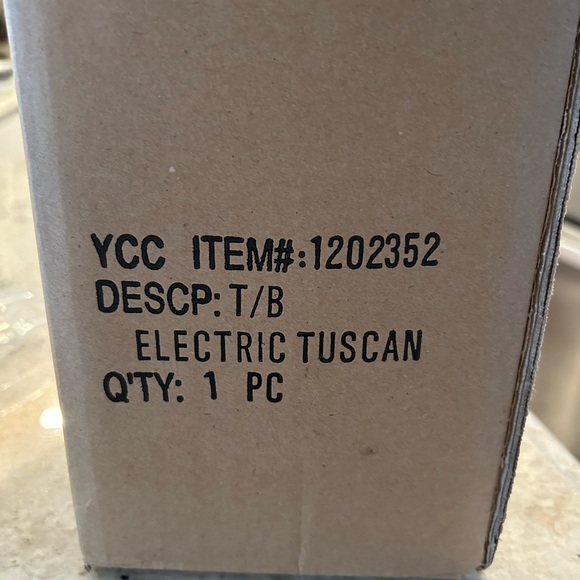 YCC ITEM#:1202352
DESCP: T/B
ELECTRIC TUSCAN
Q'TY: 1 PC